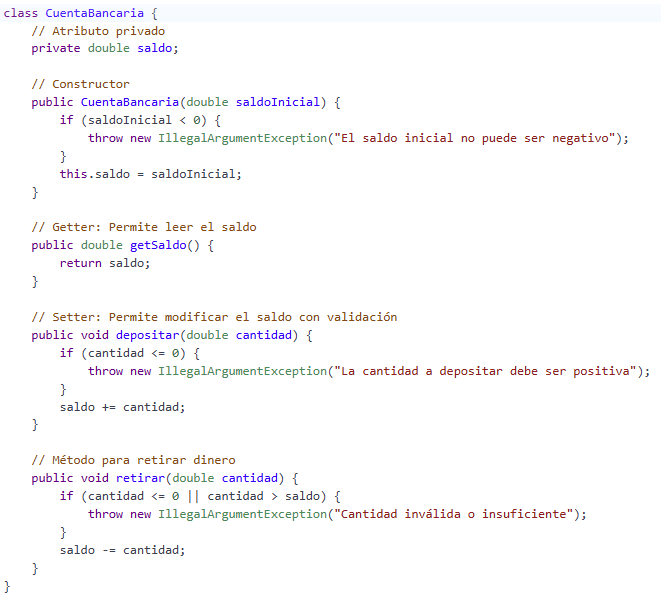 class CuentaBancaria {
    // Atributo privado
    private double saldo;

    // Constructor
    public CuentaBancaria(double saldoInicial) {
        if (saldoInicial < 0) {
            throw new IllegalArgumentException("El saldo inicial no puede ser negativo");
        }
        this.saldo = saldoInicial;
    }

    // Getter: Permite leer el saldo
    public double getSaldo() {
        return saldo;
    }

    // Setter: Permite modificar el saldo con validación
    public void depositar(double cantidad) {
        if (cantidad <= 0) {
            throw new IllegalArgumentException("La cantidad a depositar debe ser positiva");
        }
        saldo += cantidad;
    }

    // Método para retirar dinero
    public void retirar(double cantidad) {
        if (cantidad <= 0 || cantidad > saldo) {
            throw new IllegalArgumentException("Cantidad inválida o insuficiente");
        }
        saldo -= cantidad;
    }
}